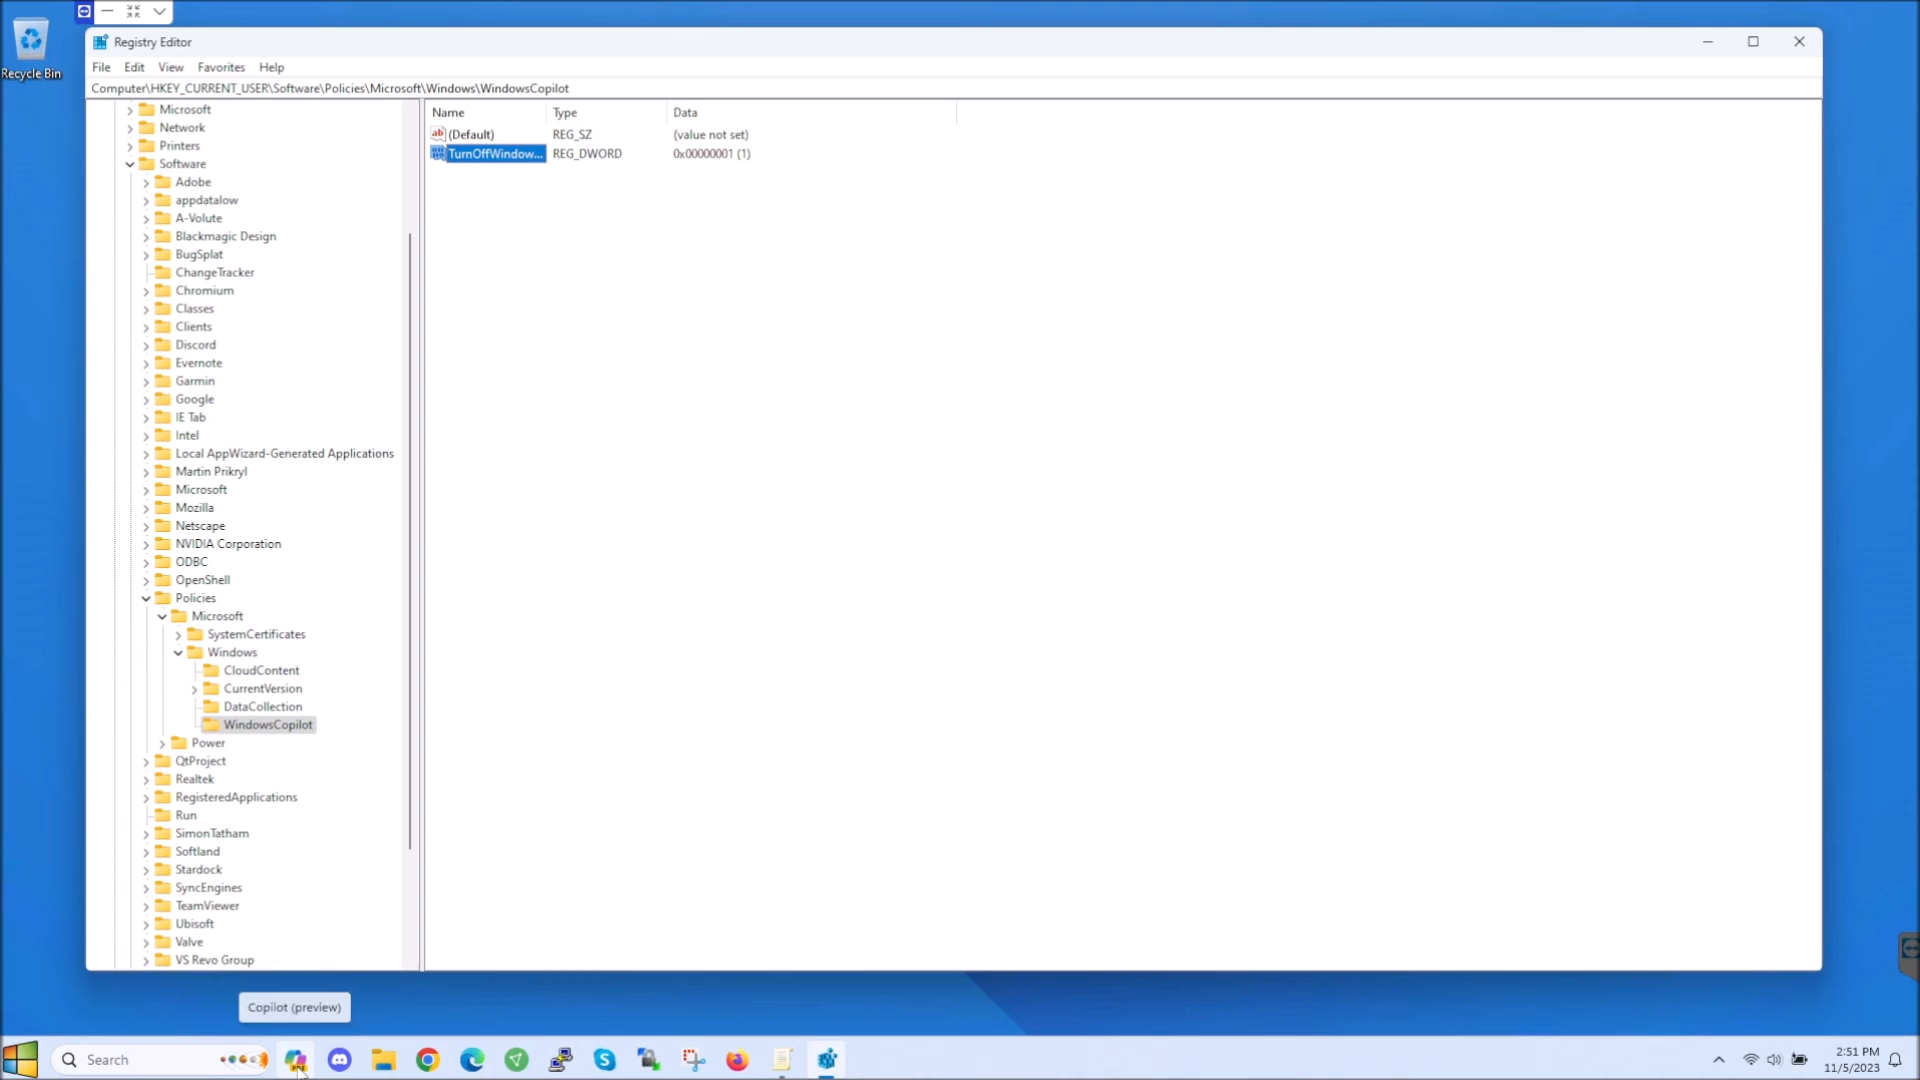 Recycle Bin
Registry Editor
File Edit View Favorites Help
Computer\HKEY_CURRENT_USER\Software\Policies\Microsoft\Windows\WindowsCopilot
Microsoft
Network
Printers
Software
Adobe
appdatalow
A-Volute
Blackmagic Design
BugSplat
ChangeTracker
Chromium
Classes
Clients
Discord
Evernote
Garmin
Google
IE Tab
Intel
Local AppWizard-Generated Applications
Martin Prikryl
Microsoft
Mozilla
Netscape
NVIDIA Corporation
ODBC
OpenShell
Policies
Microsoft
SystemCertificates
Windows
CloudContent
CurrentVersion
DataCollection
WindowsCopilot
Power
QtProject
Realtek
RegisteredApplications
Run
SimonTatham
Softland
Stardock
SyncEngines
TeamViewer
Ubisoft
Valve
VS Revo Group
Name Type Data
(Default) REG_SZ (value not set)
TurnOffWindow... REG_DWORD 0x00000001 (1)
Copilot (preview)
Search
2:51 PM
11/5/2023